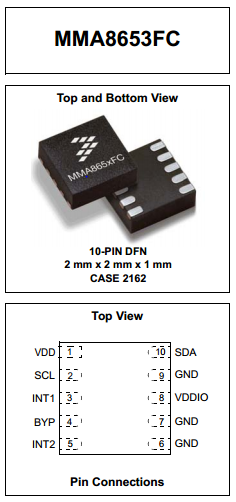 MMA8653FC
Top and Bottom View
MMA865xFC
10-PIN DFN
2 mm x 2 mm x 1 mm
CASE 2162
Top View
VDD 1 10 SDA
SCL 2 9 GND
INT1 3 8 VDDIO
BYP 4 7 GND
INT2 5 6 GND
Pin Connections